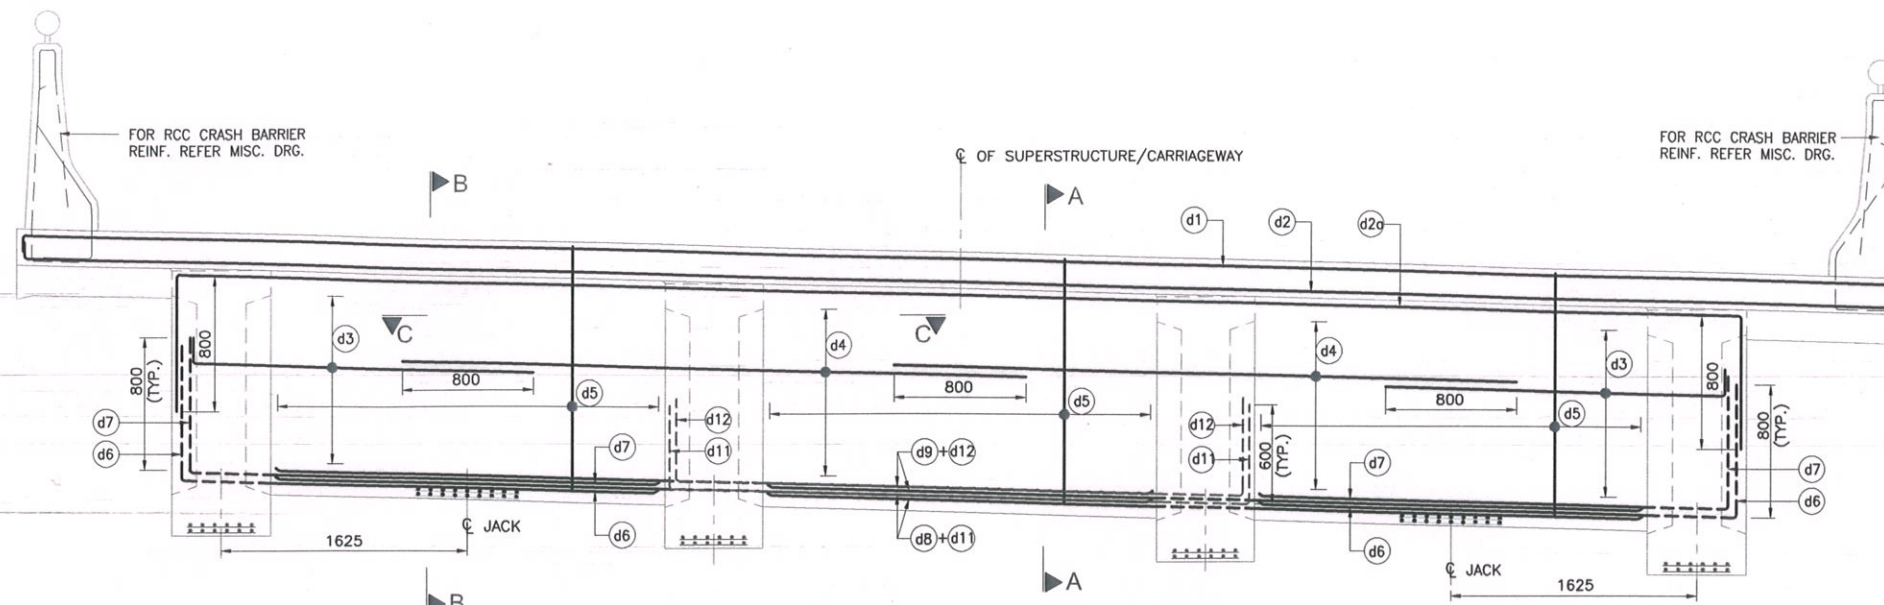 FOR RCC CRASH BARRIER
REINF. REFER MISC. DRG.
FOR RCC CRASH BARRIER
REINF. REFER MISC. DRG.
℄ OF SUPERSTRUCTURE/CARRIAGEWAY
B
A
d1
d2
d2a
C
C
d3
d4
d4
d3
800
800
(TYP.)
800
800
800
800
800
(TYP.)
d5
d5
d5
d7
d6
d12
d11
d7
d9+d12
d12
d11
600
(TYP.)
d7
d7
d6
℄ JACK
d6
d8+d11
d6
1625
℄ JACK
1625
A
B